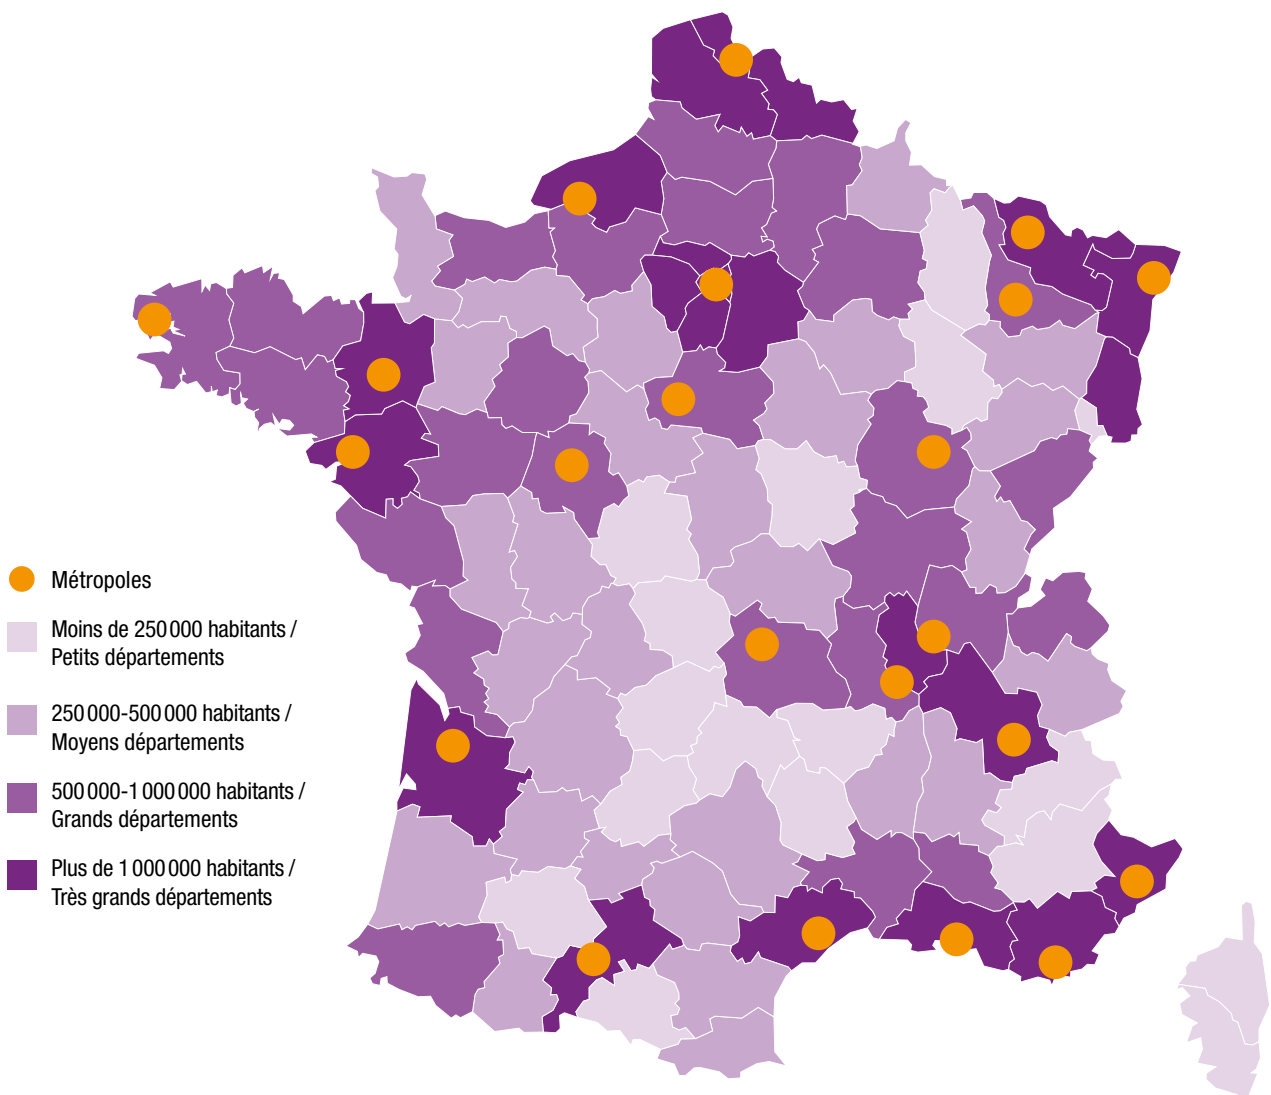 Métropoles
Moins de 250 000 habitants /
Petits départements
250 000-500 000 habitants /
Moyens départements
500 000-1 000 000 habitants /
Grands départements
Plus de 1 000 000 habitants /
Très grands départements